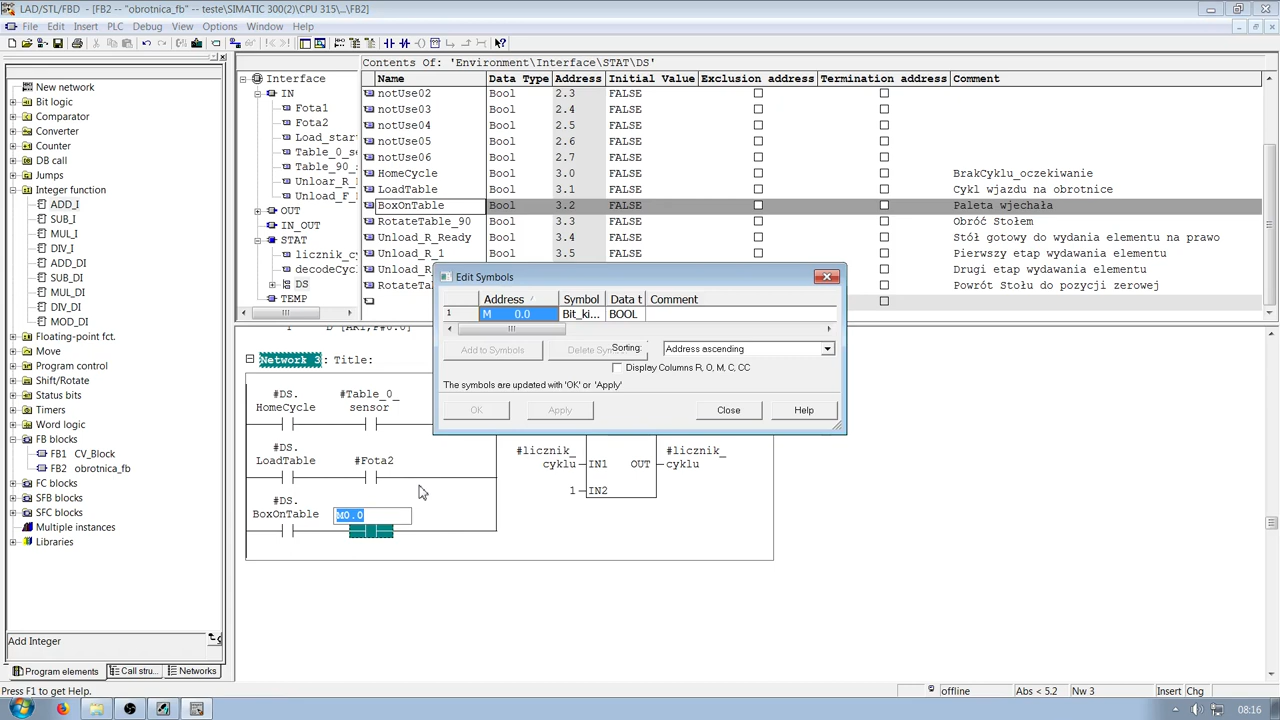 LAD/STL/FBD - [FB2 -- "obrotnica_fb" -- teste\SIMATIC 300(2)\CPU 315\...\FB2]
File Edit Insert PLC Debug View Options Window Help
New network
Bit logic
Comparator
Converter
Counter
DB call
Jumps
Integer function
ADD_I
SUB_I
MUL_I
DIV_I
ADD_DI
SUB_DI
MUL_DI
DIV_DI
MOD_DI
Floating-point fct.
Move
Program control
Shift/Rotate
Status bits
Timers
Word logic
FB blocks
FB1 CV_Block
FB2 obrotnica_fb
FC blocks
SFB blocks
SFC blocks
Multiple instances
Libraries
Add Integer
Program elements
Call stru...
Networks
Interface
IN
Fota1
Fota2
Load_star
Table_0_s
Table_90_
Unloar_R_
Unload_F_
OUT
IN_OUT
STAT
licznik_c
decodeCyc
DS
TEMP
Contents Of: 'Environment\Interface\STAT\DS'
Name Data Type Address Initial Value Exclusion address Termination address Comment
notUse02 Bool 2.3 FALSE
notUse03 Bool 2.4 FALSE
notUse04 Bool 2.5 FALSE
notUse05 Bool 2.6 FALSE
notUse06 Bool 2.7 FALSE
HomeCycle Bool 3.0 FALSE BrakCyklu_oczekiwanie
LoadTable Bool 3.1 FALSE Cykl wjazdu na obrotnice
BoxOnTable Bool 3.2 FALSE Paleta wjechała
RotateTable_90 Bool 3.3 FALSE Obróć Stołem
Unload_R_Ready Bool 3.4 FALSE Stół gotowy do wydania elementu na prawo
Unload_R_1 Bool 3.5 FALSE Pierwszy etap wydawania elementu
Unload_R Drugi etap wydawania elementu
RotateTa Powrót Stołu do pozycji zerowej
Edit Symbols
Address Symbol Data t Comment
1 M 0.0 Bit_ki... BOOL
Add to Symbols
Sorting:
Address ascending
Display Columns R, O, M, C, CC
The symbols are updated with 'OK' or 'Apply'
OK Apply Close Help
Network 3: Title:
#DS.
HomeCycle
#Table_0_
sensor
#DS.
LoadTable
#Fota2
#DS.
BoxOnTable
M0.0
#licznik_
cyklu
IN1
OUT
#licznik_
cyklu
1
IN2
Press F1 to get Help.
offline
Abs < 5.2
Nw 3
Insert
Chg
08:16